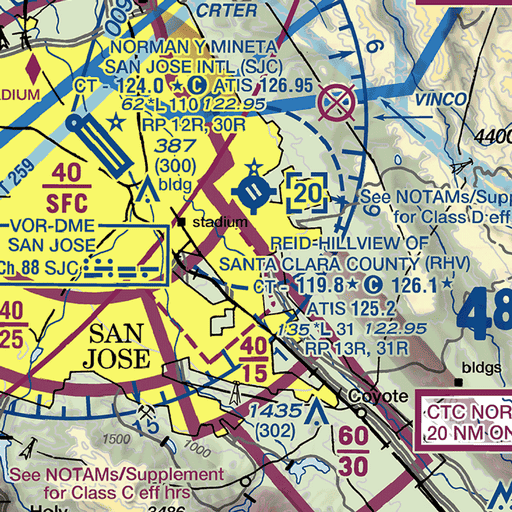 600
CRTER
6
NORMAN Y MINETA
SAN JOSE INTL (SJC)
CT - 124.0 ★ C ATIS 126.95
62 *L 110 122.95
RP 12R, 30R
VINCO
4400
387
(300)
bldg
T 259
40
SFC
20
See NOTAMs/Supp
for Class D eff
VOR-DME
SAN JOSE
Ch 88 SJC
stadium
REID-HILLVIEW OF
SANTA CLARA COUNTY (RHV)
CT - 119.8 ★ C 126.1 ★
ATIS 125.2
135 *L 31 122.95
RP 13R, 31R
48
40
25
SAN
JOSE
40
15
bldgs
Coyote
CTC NOR
20 NM ON
1435
(302)
60
30
15
1500
1000
See NOTAMs/Supplement
for Class C eff hrs
Holy
3486